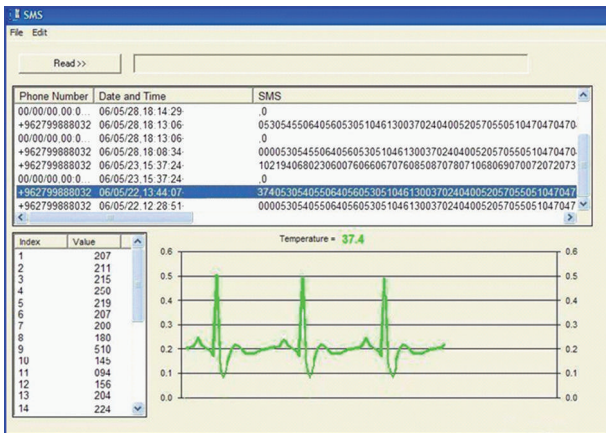 SMS
File Edit
Read >>
Phone Number Date and Time SMS
00/00/00,00:0... 06/05/28,18:14:29- .0
+962799888032 06/05/28,18:13:06- 053054550640560530510461300370240400520570550510470470470-
00/00/00,00:0... 06/05/28,18:13:06- .0
+962799888032 06/05/28,18:08:34- 0000530540550640560530510461300370240400520570550510470-
+962799888032 06/05/23,15:37:24- 102194068023060076066067076085087078071068069070072072073
00/00/00,00:0... 06/05/23,15:37:24- .0
+962799888032 06/05/22,13:44:07- 3740530540550640560530510461300370240400520570550510470471
+962799888032 06/05/22,12:28:51- 000053054055064056053051046130037024040052057055051047047
Index Value
1 207
2 211
3 215
4 250
5 219
6 207
7 200
8 180
9 510
10 145
11 094
12 156
13 204
14 224
Temperature = 37.4
0.6 0.6
0.5 0.5
0.4 0.4
0.3 0.3
0.2 0.2
0.1 0.1
0.0 0.0